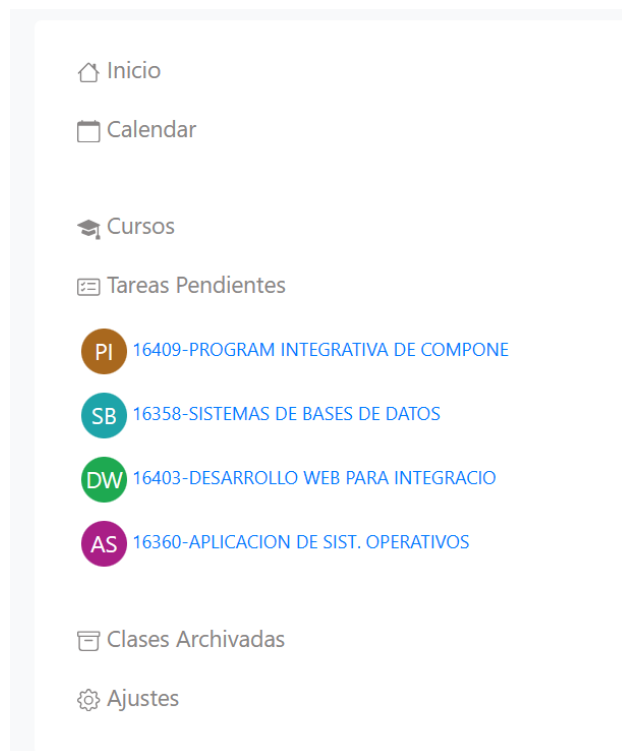 Inicio
Calendar
Cursos
Tareas Pendientes
PI 16409-PROGRAM INTEGRATIVA DE COMPONE
SB 16358-SISTEMAS DE BASES DE DATOS
DW 16403-DESARROLLO WEB PARA INTEGRACIO
AS 16360-APLICACION DE SIST. OPERATIVOS
Clases Archivadas
Ajustes